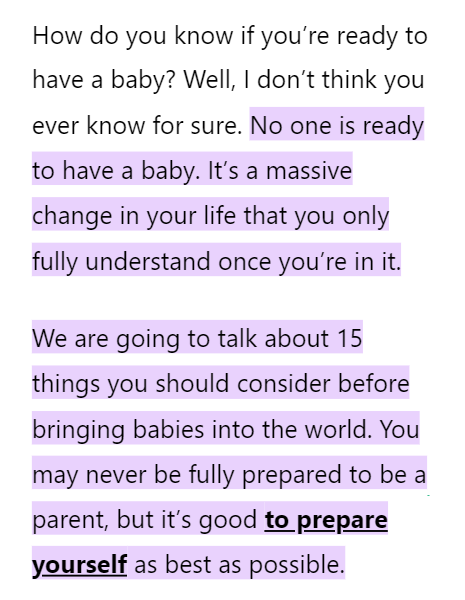 How do you know if you’re ready to
have a baby? Well, I don’t think you
ever know for sure. No one is ready
to have a baby. It’s a massive
change in your life that you only
fully understand once you’re in it.
We are going to talk about 15
things you should consider before
bringing babies into the world. You
may never be fully prepared to be a
parent, but it’s good to prepare
yourself as best as possible.